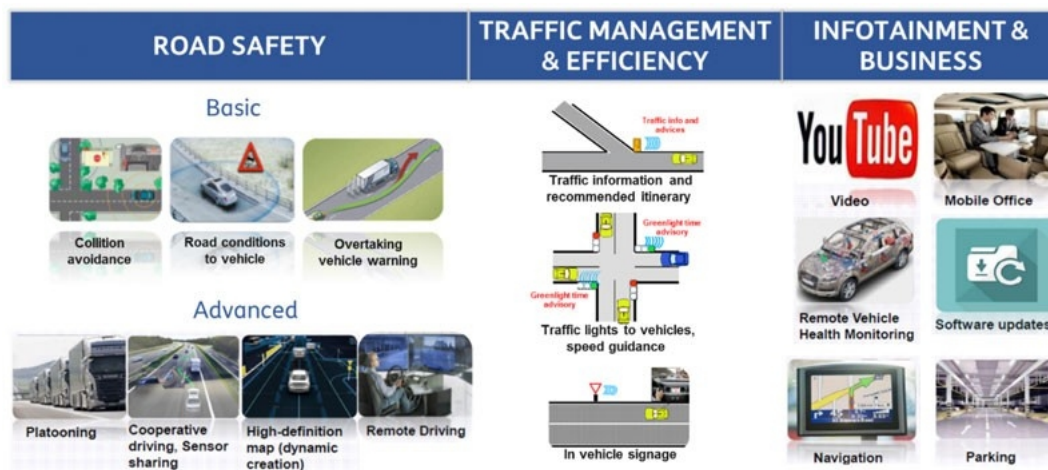 ROAD SAFETY
TRAFFIC MANAGEMENT
& EFFICIENCY
INFOTAINMENT &
BUSINESS
Basic
Collition
avoidance
Road conditions
to vehicle
Overtaking
vehicle warning
Advanced
Platooning
Cooperative
driving, Sensor
sharing
High-definition
map (dynamic
creation)
Remote Driving
Traffic info and
advices
Traffic information and
recommended itinerary
Greenlight time
advisory
Greenlight time
advisory
Traffic lights to vehicles,
speed guidance
In vehicle signage
YouTube
Video
Mobile Office
Remote Vehicle
Health Monitoring
Software updates
Navigation
Parking